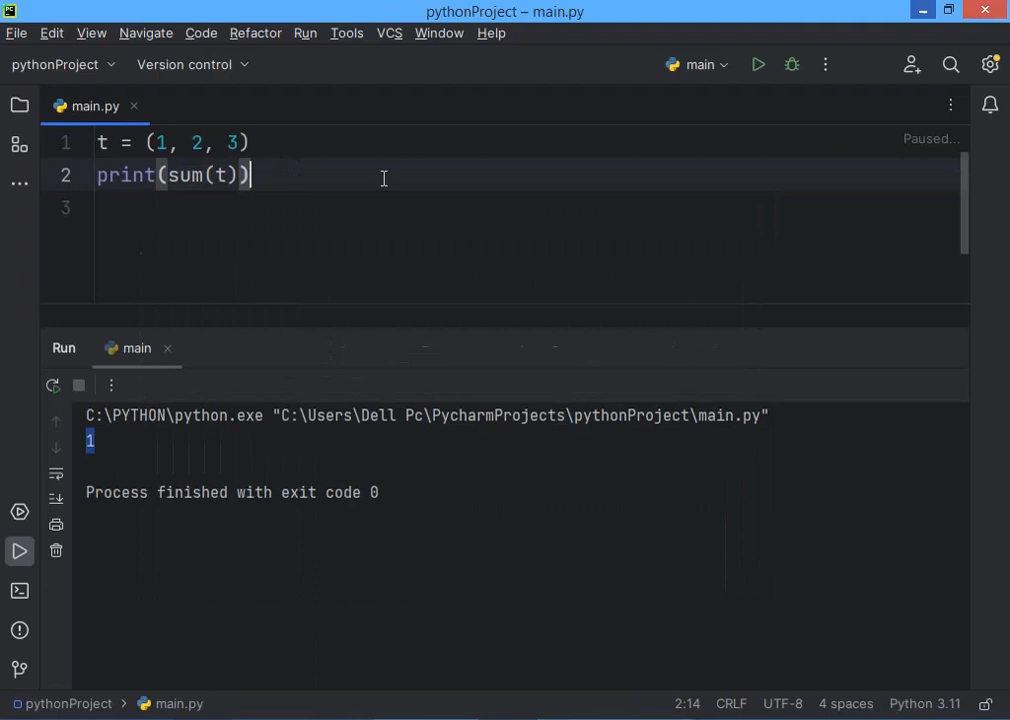 pythonProject – main.py
File Edit View Navigate Code Refactor Run Tools VCS Window Help
pythonProject Version control main
main.py
1 t = (1, 2, 3) Paused...
2 print(sum(t))
3
Run main
C:\PYTHON\python.exe "C:\Users\Dell Pc\PycharmProjects\pythonProject\main.py"
1
Process finished with exit code 0
pythonProject > main.py 2:14 CRLF UTF-8 4 spaces Python 3.11